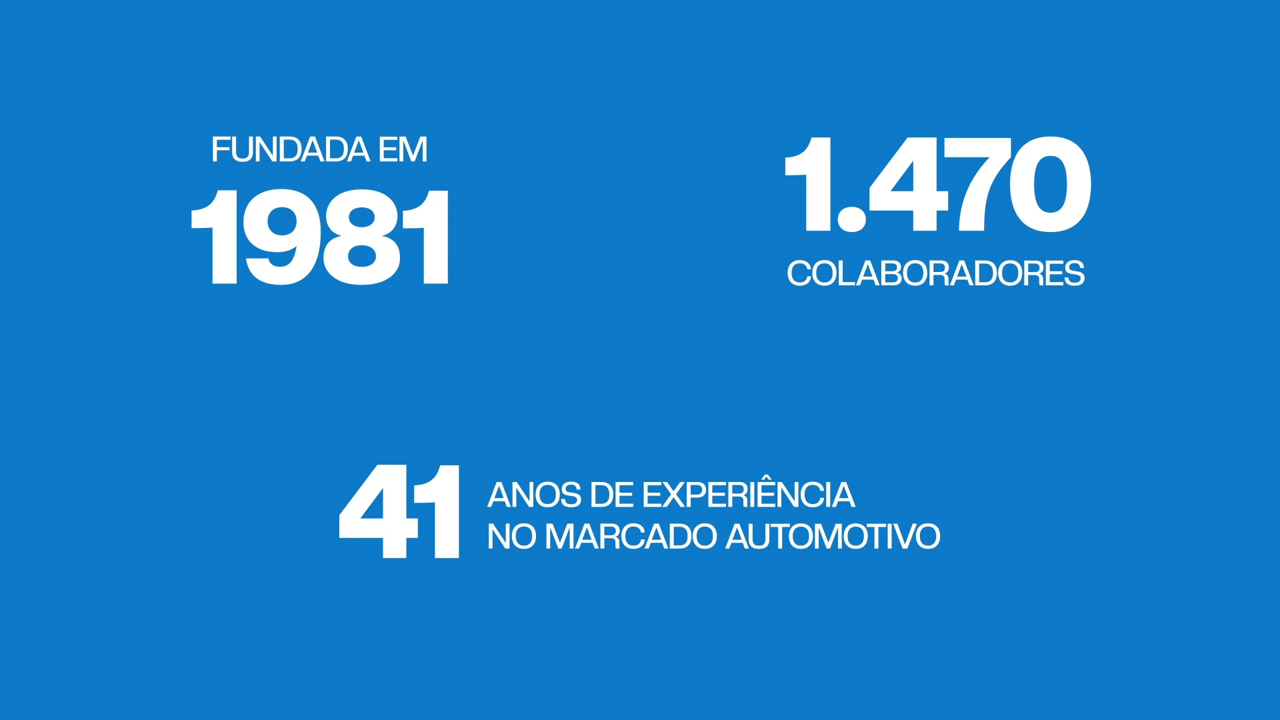 FUNDADA EM
1981
1.470
COLABORADORES
41
ANOS DE EXPERIÊNCIA
NO MARCADO AUTOMOTIVO